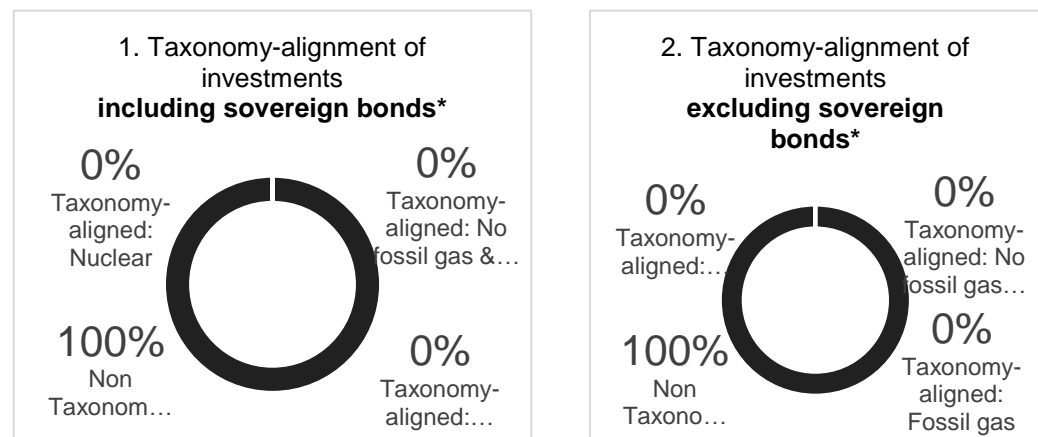 1. Taxonomy-alignment of
investments
including sovereign bonds*
0%
Taxonomy-
aligned:
Nuclear
0%
Taxonomy-
aligned: No
fossil gas &…
100%
Non
Taxonom…
0%
Taxonomy-
aligned:…
2. Taxonomy-alignment of
investments
excluding sovereign
bonds*
0%
Taxonomy-
aligned:…
0%
Taxonomy-
aligned: No
fossil gas…
100%
Non
Taxono…
0%
Taxonomy-
aligned:
Fossil gas